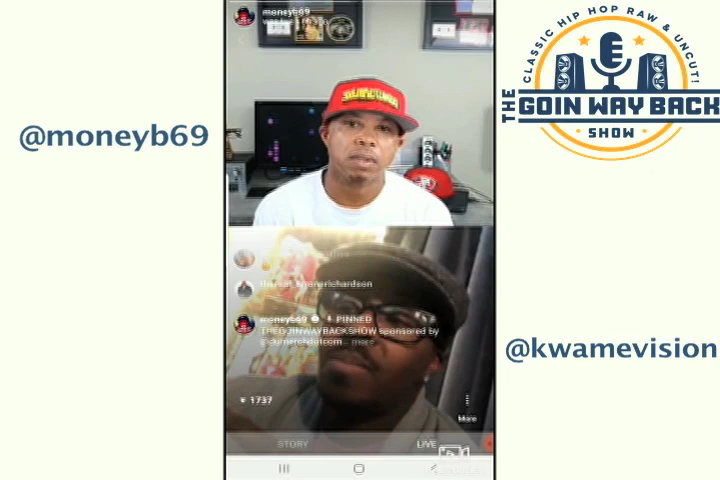 moneyb69
@moneyb69
CLASSIC HIP HOP RAW & UNCUT!
THE
GOIN WAY BACK
SHOW
moneyb69 PINNED
THEGOINWAYBACKSHOW sponsored by
more
1737
More
STORY
LIVE
@kwamevision